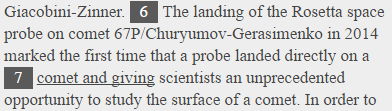 Giacobini-Zinner. 6 The landing of the Rosetta space
probe on comet 67P/Churyumov-Gerasimenko in 2014
marked the first time that a probe landed directly on a
7 comet and giving scientists an unprecedented
opportunity to study the surface of a comet. In order to